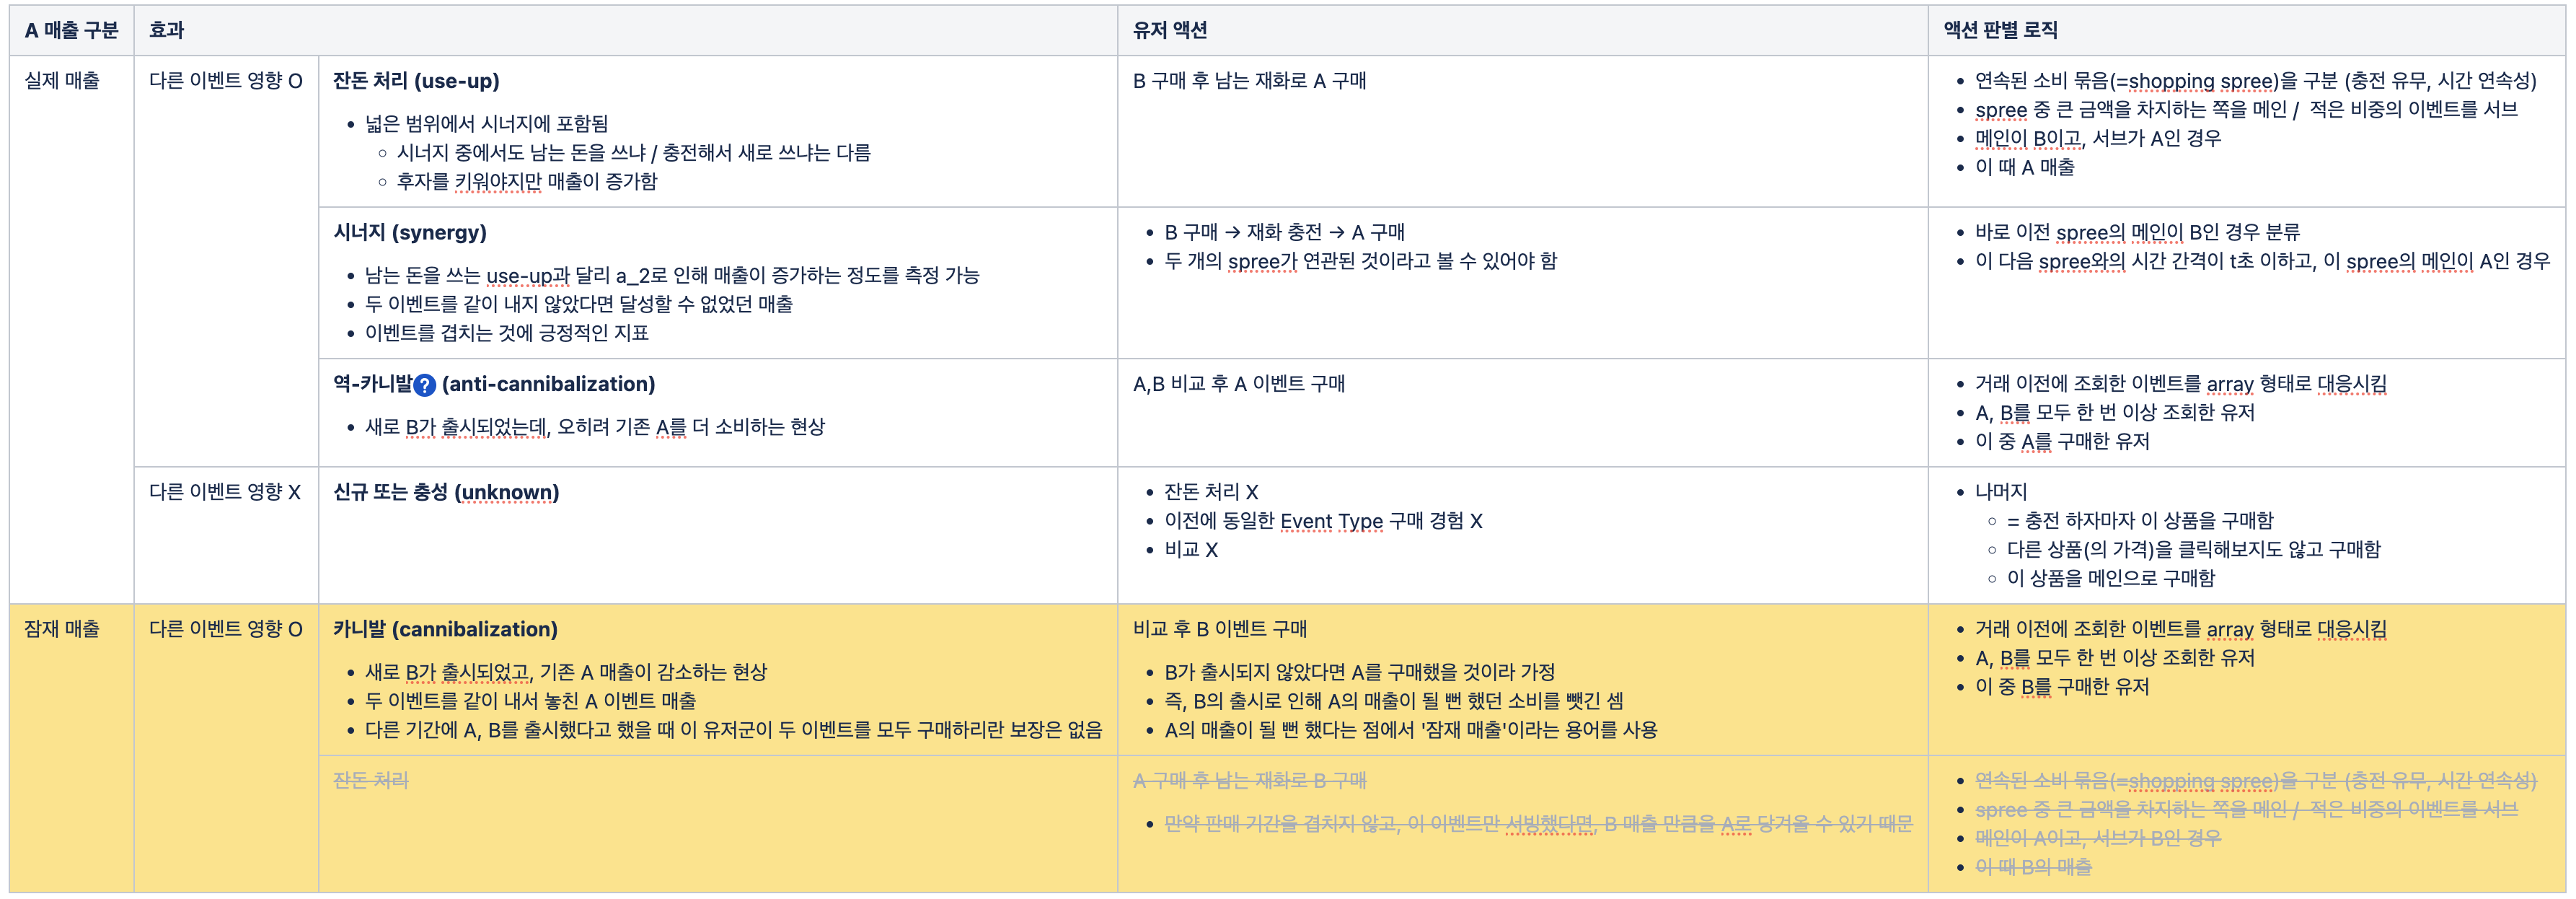 A 매출 구분
효과
유저 액션
액션 판별 로직
실제 매출
다른 이벤트 영향 O
잔돈 처리 (use-up)
넓은 범위에서 시너지에 포함됨
시너지 중에서도 남는 돈을 쓰냐 / 충전해서 새로 쓰냐는 다름
후자를 키워야지만 매출이 증가함
B 구매 후 남는 재화로 A 구매
연속된 소비 묶음(=shopping spree)을 구분 (충전 유무, 시간 연속성)
spree 중 큰 금액을 차지하는 쪽을 메인 / 적은 비중의 이벤트를 서브
메인이 B이고, 서브가 A인 경우
이 때 A 매출
시너지 (synergy)
남는 돈을 쓰는 use-up과 달리 a_2로 인해 매출이 증가하는 정도를 측정 가능
두 이벤트를 같이 내지 않았다면 달성할 수 없었던 매출
이벤트를 겹치는 것에 긍정적인 지표
B 구매 → 재화 충전 → A 구매
두 개의 spree가 연관된 것이라고 볼 수 있어야 함
바로 이전 spree의 메인이 B인 경우 분류
이 다음 spree와의 시간 간격이 t초 이하고, 이 spree의 메인이 A인 경우
역-카니발? (anti-cannibalization)
새로 B가 출시되었는데, 오히려 기존 A를 더 소비하는 현상
A,B 비교 후 A 이벤트 구매
거래 이전에 조회한 이벤트를 array 형태로 대응시킴
A, B를 모두 한 번 이상 조회한 유저
이 중 A를 구매한 유저
다른 이벤트 영향 X
신규 또는 충성 (unknown)
잔돈 처리 X
이전에 동일한 Event Type 구매 경험 X
비교 X
나머지
= 충전 하자마자 이 상품을 구매함
다른 상품(의 가격)을 클릭해보지도 않고 구매함
이 상품을 메인으로 구매함
잠재 매출
다른 이벤트 영향 O
카니발 (cannibalization)
새로 B가 출시되었고, 기존 A 매출이 감소하는 현상
두 이벤트를 같이 내서 놓친 A 이벤트 매출
다른 기간에 A, B를 출시했다고 했을 때 이 유저군이 두 이벤트를 모두 구매하리란 보장은 없음
비교 후 B 이벤트 구매
B가 출시되지 않았다면 A를 구매했을 것이라 가정
즉, B의 출시로 인해 A의 매출이 될 뻔 했던 소비를 뺏긴 셈
A의 매출이 될 뻔 했다는 점에서 '잠재 매출'이라는 용어를 사용
거래 이전에 조회한 이벤트를 array 형태로 대응시킴
A, B를 모두 한 번 이상 조회한 유저
이 중 B를 구매한 유저
잔돈 처리
A 구매 후 남는 재화로 B 구매
만약 판매 기간을 겹치지 않고, 이 이벤트만 서빙했다면, B 매출 만큼을 A로 당겨올 수 있기 때문
연속된 소비 묶음(=shopping spree)을 구분 (충전 유무, 시간 연속성)
spree 중 큰 금액을 차지하는 쪽을 메인 / 적은 비중의 이벤트를 서브
메인이 A이고, 서브가 B인 경우
이 때 B의 매출